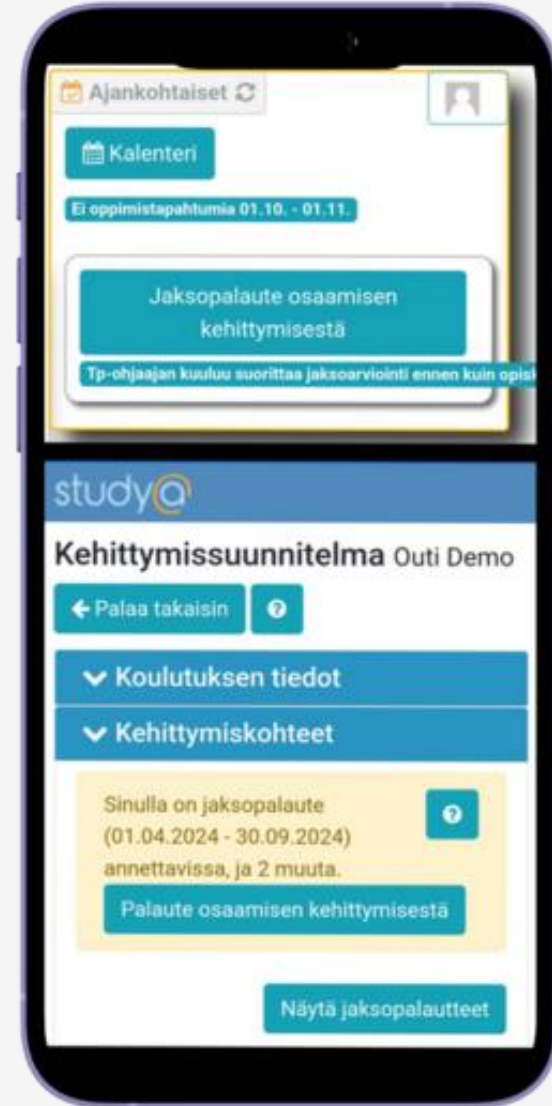 Ajankohtaiset
Kalenteri
Ei oppimistapahtumia 01.10. - 01.11.
Jaksopalaute osaamisen
kehittymisestä
Tp-ohjaajan kuuluu suorittaa jaksoarviointi ennen kuin opisk
study@
Kehittymissuunnitelma Outi Demo
Palaa takaisin
Koulutuksen tiedot
Kehittymiskohteet
Sinulla on jaksopalaute
(01.04.2024 - 30.09.2024)
annettavissa, ja 2 muuta.
Palaute osaamisen kehittymisestä
Näytä jaksopalautteet